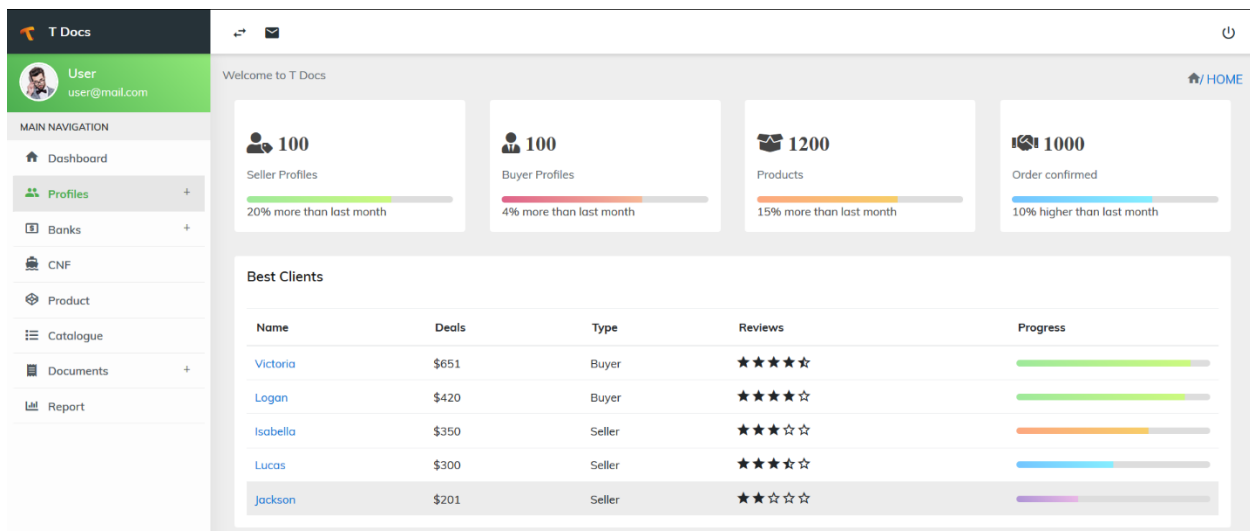 T Docs
User
user@mail.com
Welcome to T Docs
/ HOME
MAIN NAVIGATION
Dashboard
Profiles +
Banks +
CNF
Product
Catalogue
Documents +
Report
100
Seller Profiles
20% more than last month
100
Buyer Profiles
4% more than last month
1200
Products
15% more than last month
1000
Order confirmed
10% higher than last month
Best Clients
Name Deals Type Reviews Progress
Victoria $651 Buyer
Logan $420 Buyer
Isabella $350 Seller
Lucas $300 Seller
Jackson $201 Seller